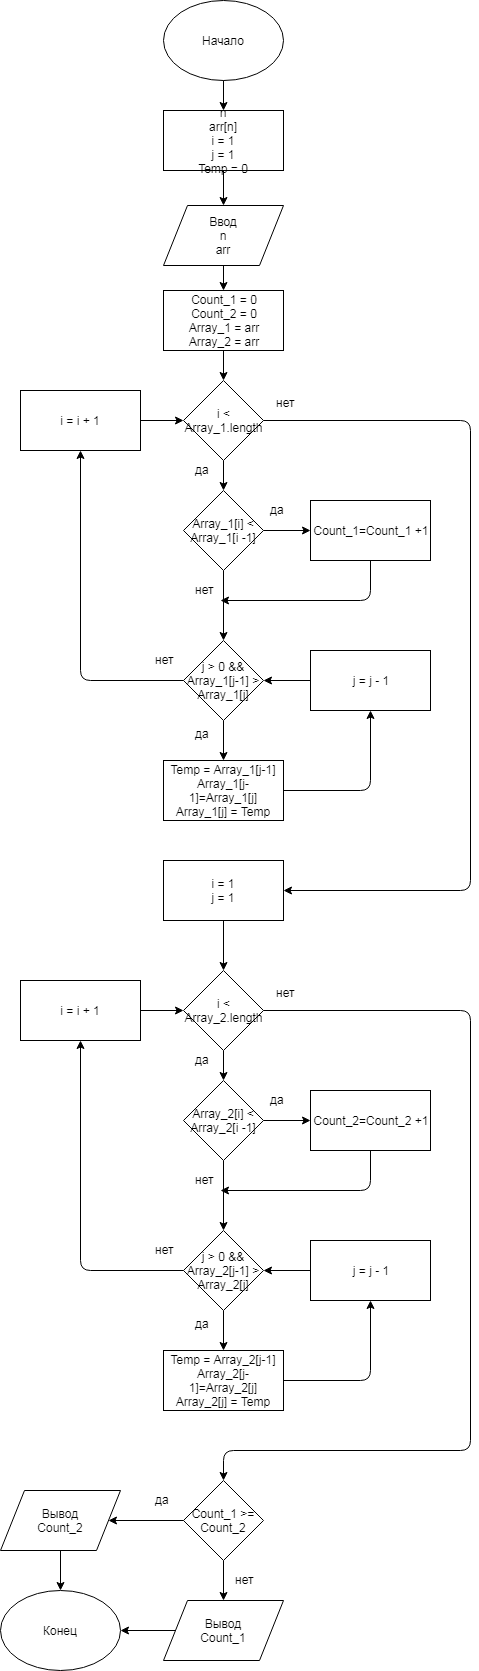 Начало
n
arr[n]
i = 1
j = 1
Temp = 0
Ввод
n
arr
Count_1 = 0
Count_2 = 0
Array_1 = arr
Array_2 = arr
i = i + 1
i <
Array_1.length
нет
да
Array_1[i] <
Array_1[i -1]
да
Count_1=Count_1 +1
нет
j > 0 &&
Array_1[j-1] >
Array_1[j]
нет
j = j - 1
да
Temp = Array_1[j-1]
Array_1[j-
1]=Array_1[j]
Array_1[j] = Temp
i = 1
j = 1
i = i + 1
i <
Array_2.length
нет
да
Array_2[i] <
Array_2[i -1]
да
Count_2=Count_2 +1
нет
j > 0 &&
Array_2[j-1] >
Array_2[j]
нет
j = j - 1
да
Temp = Array_2[j-1]
Array_2[j-
1]=Array_2[j]
Array_2[j] = Temp
Count_1 >=
Count_2
да
Вывод
Count_2
нет
Вывод
Count_1
Конец